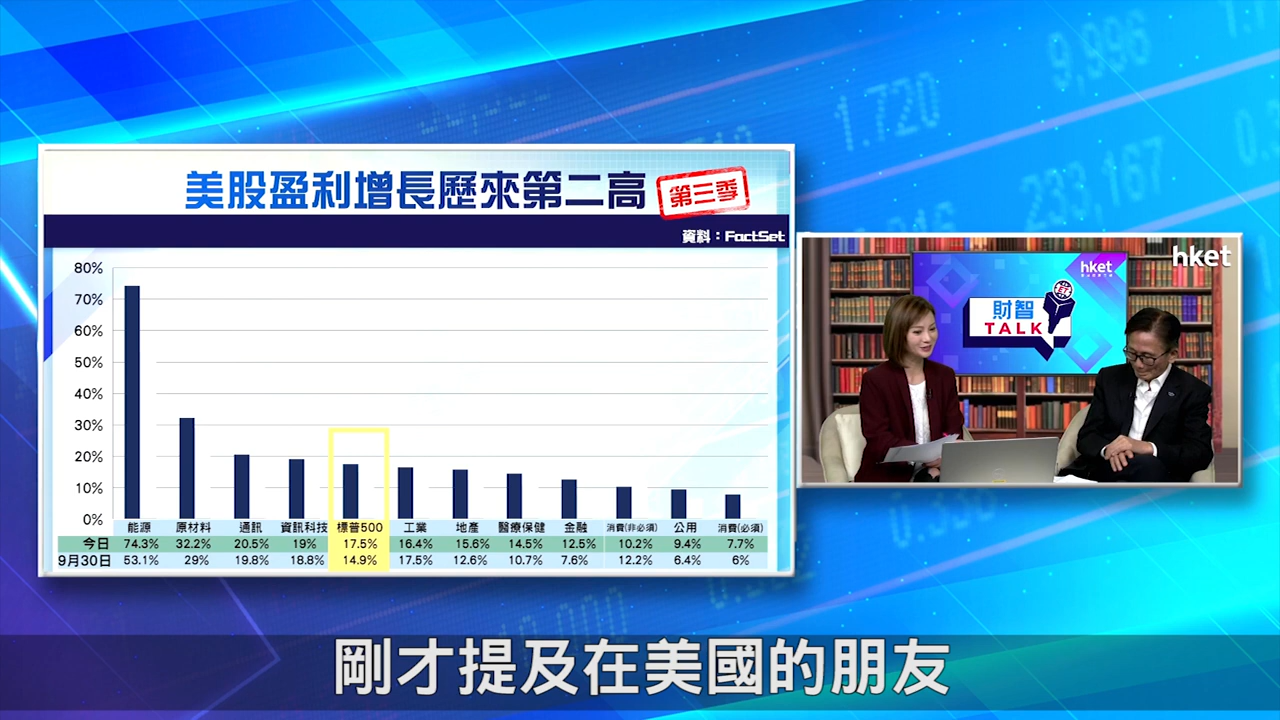 美股盈利增長歷來第二高
第三季
資料：FactSet
80%
70%
60%
50%
40%
30%
20%
10%
0%
能源 原材料 通訊 資訊科技 標普500 工業 地產 醫療保健 金融 消費(非必須) 公用 消費(必須)
今日 74.3% 32.2% 20.5% 19% 17.5% 16.4% 15.6% 14.5% 12.5% 10.2% 9.4% 7.7%
9月30日 53.1% 29% 19.8% 18.8% 14.9% 17.5% 12.6% 10.7% 7.6% 12.2% 6.4% 6%
hket
hket
財智
TALK
1.720
9,996
233,167
剛才提及在美國的朋友